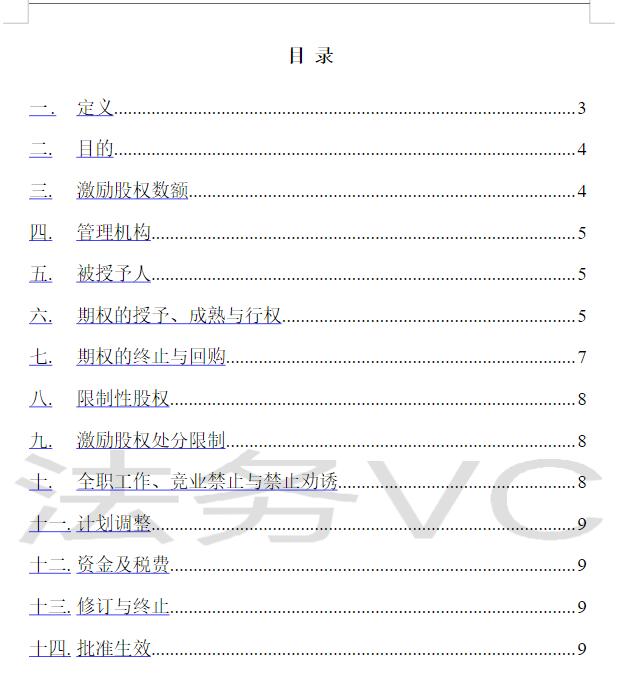 目 录
一. 定义 3
二. 目的 4
三. 激励股权数额 4
四. 管理机构 5
五. 被授予人 5
六. 期权的授予、成熟与行权 5
七. 期权的终止与回购 7
八. 限制性股权 8
九. 激励股权处分限制 8
十. 全职工作、竞业禁止与禁止劝诱 8
十一. 计划调整 9
十二. 资金及税费 9
十三. 修订与终止 9
十四. 批准生效 9
法务VC